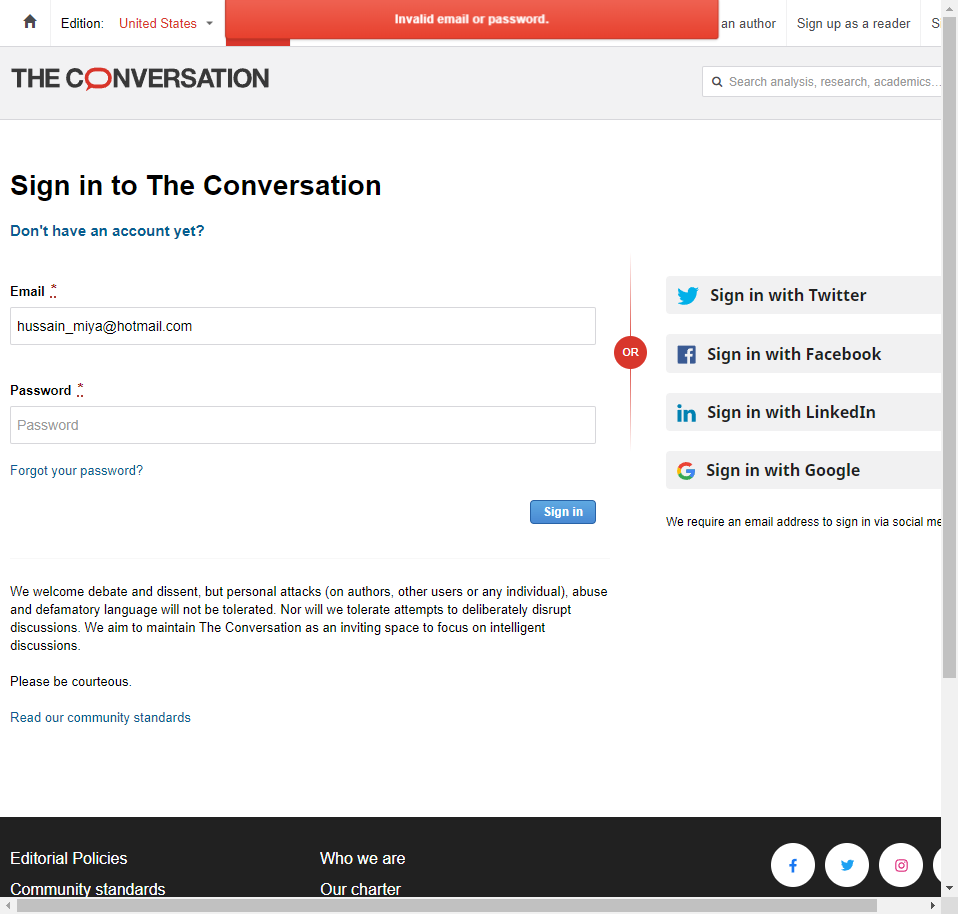 Edition: United States
Invalid email or password.
an author
Sign up as a reader
THE CONVERSATION
Search analysis, research, academics…
Sign in to The Conversation
Don't have an account yet?
Email *
hussain_miya@hotmail.com
Password *
Password
Forgot your password?
Sign in
OR
Sign in with Twitter
Sign in with Facebook
Sign in with LinkedIn
Sign in with Google
We require an email address to sign in via social
We welcome debate and dissent, but personal attacks (on authors, other users or any individual), abuse
and defamatory language will not be tolerated. Nor will we tolerate attempts to deliberately disrupt
discussions. We aim to maintain The Conversation as an inviting space to focus on intelligent
discussions.
Please be courteous.
Read our community standards
Editorial Policies
Who we are
Community standards
Our charter